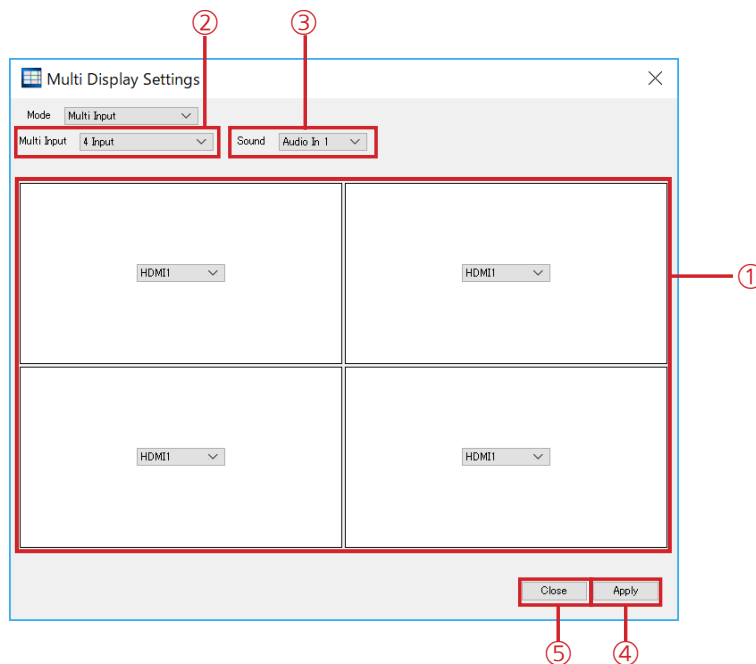 ② ③
Multi Display Settings
Mode Multi Input
Multi Input 4 Input Sound Audio In 1
HDMI1 HDMI1
①
HDMI1 HDMI1
Close Apply
⑤ ④